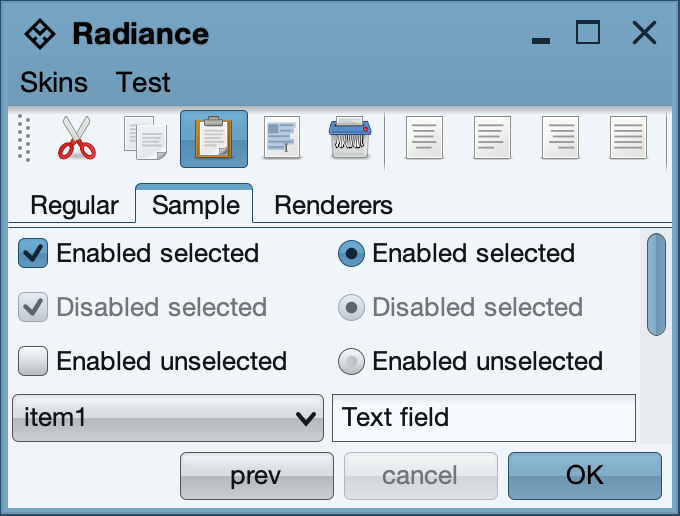 Radiance
Skins Test
Regular Sample Renderers
Enabled selected Enabled selected
Disabled selected Disabled selected
Enabled unselected Enabled unselected
item1 Text field
prev cancel OK